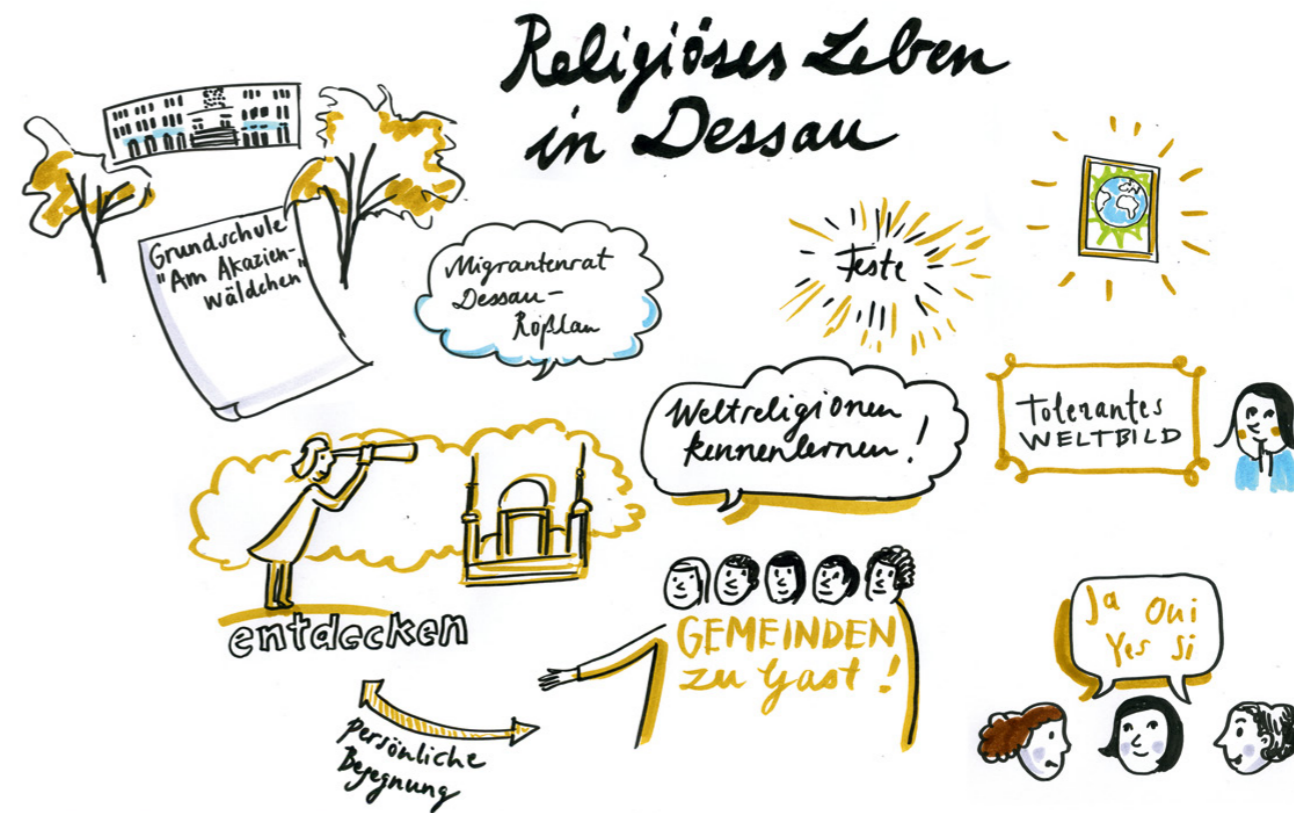 Religiöses Leben
in Dessau
Grundschule
"Am Akazien-
wäldchen"
Migrantenrat
Dessau-
Roßlau
Feste
Weltreligionen
kennenlernen!
Tolerantes
WELTBILD
entdecken
GEMEINDEN
zu Gast!
persönliche
Begegnung
Ja Oui
Yes Si